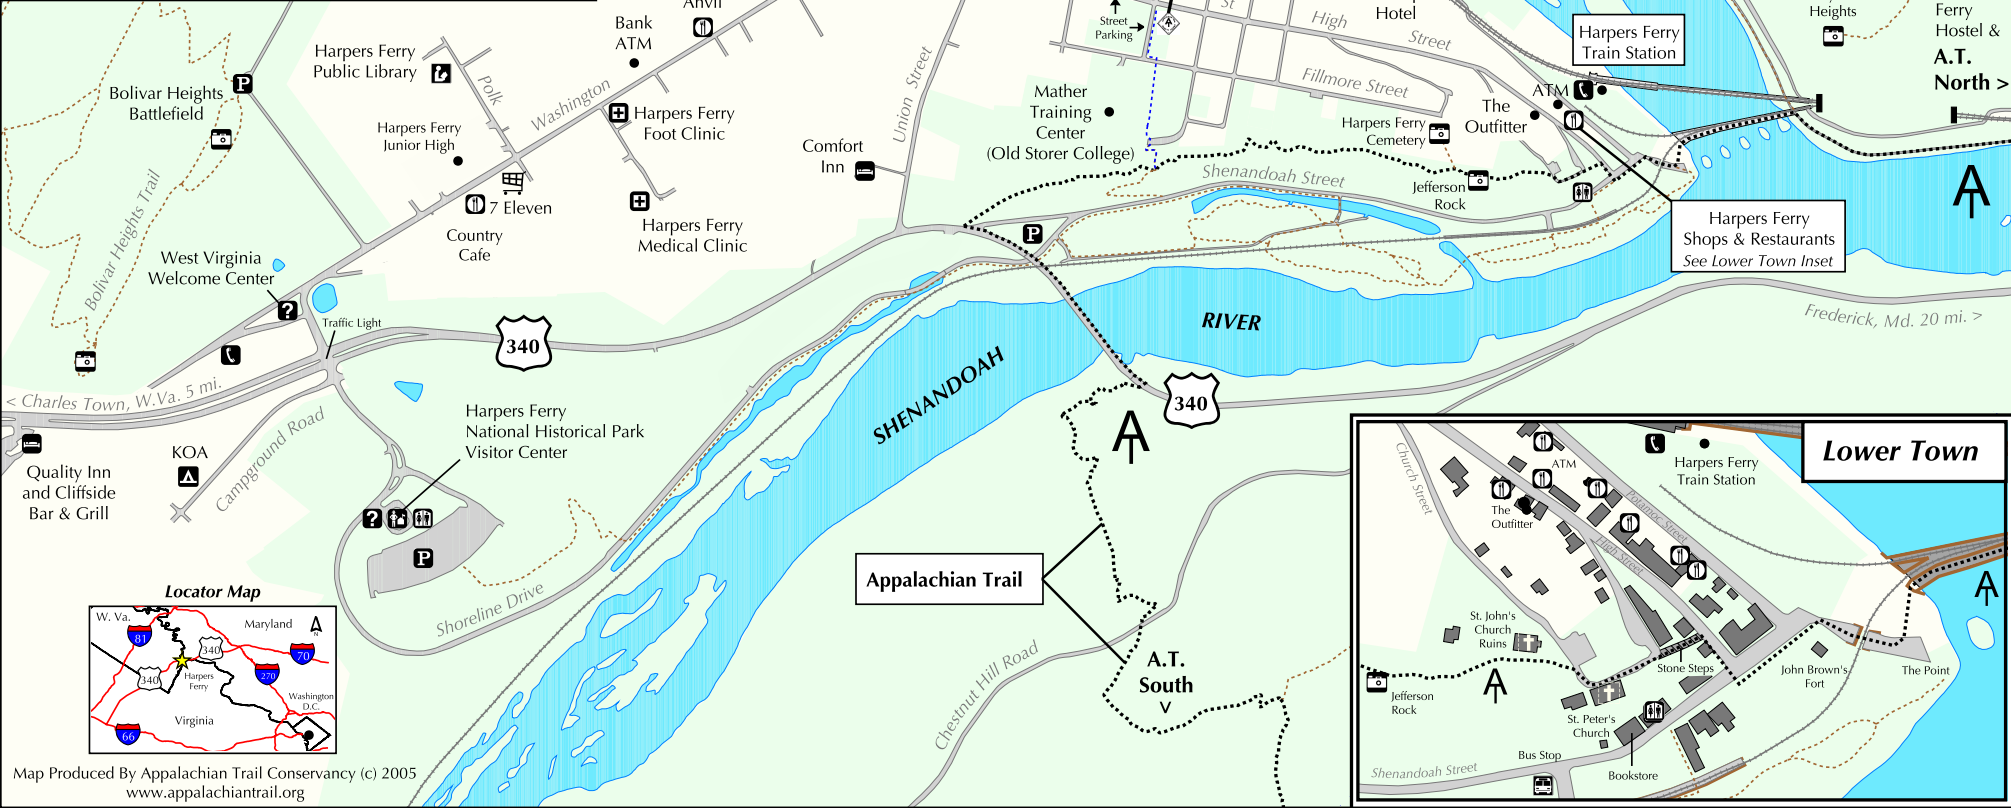 Anvil
Bank
ATM
Harpers Ferry
Public Library
Polk
Washington
Bolivar Heights
Battlefield
P
Harpers Ferry
Junior High
Harpers Ferry
Foot Clinic
Union Street
Comfort
Inn
7 Eleven
Country
Cafe
Harpers Ferry
Medical Clinic
Bolivar Heights Trail
West Virginia
Welcome Center
?
Traffic Light
340
< Charles Town, W.Va. 5 mi.
Quality Inn
and Cliffside
Bar & Grill
KOA
Campground Road
Harpers Ferry
National Historical Park
Visitor Center
?
P
Shoreline Drive
Street
Parking
St
High
Street
Hotel
Fillmore Street
Mather
Training
Center
(Old Storer College)
Harpers Ferry
Cemetery
The
Outfitter
ATM
Harpers Ferry
Train Station
Heights
Ferry
Hostel &
A.T.
North >
Shenandoah Street
Jefferson
Rock
P
Harpers Ferry
Shops & Restaurants
See Lower Town Inset
Frederick, Md. 20 mi. >
SHENANDOAH
RIVER
340
Appalachian Trail
A.T.
South
Chestnut Hill Road
Locator Map
W. Va.
Maryland
81
340
70
340
Harpers
Ferry
270
Washington
D.C.
Virginia
66
N
Map Produced By Appalachian Trail Conservancy (c) 2005
www.appalachiantrail.org
Lower Town
Church Street
ATM
Harpers Ferry
Train Station
The
Outfitter
Potamoc Street
High Street
St. John's
Church
Ruins
Stone Steps
John Brown's
Fort
The Point
Jefferson
Rock
St. Peter's
Church
Bus Stop
Bookstore
Shenandoah Street